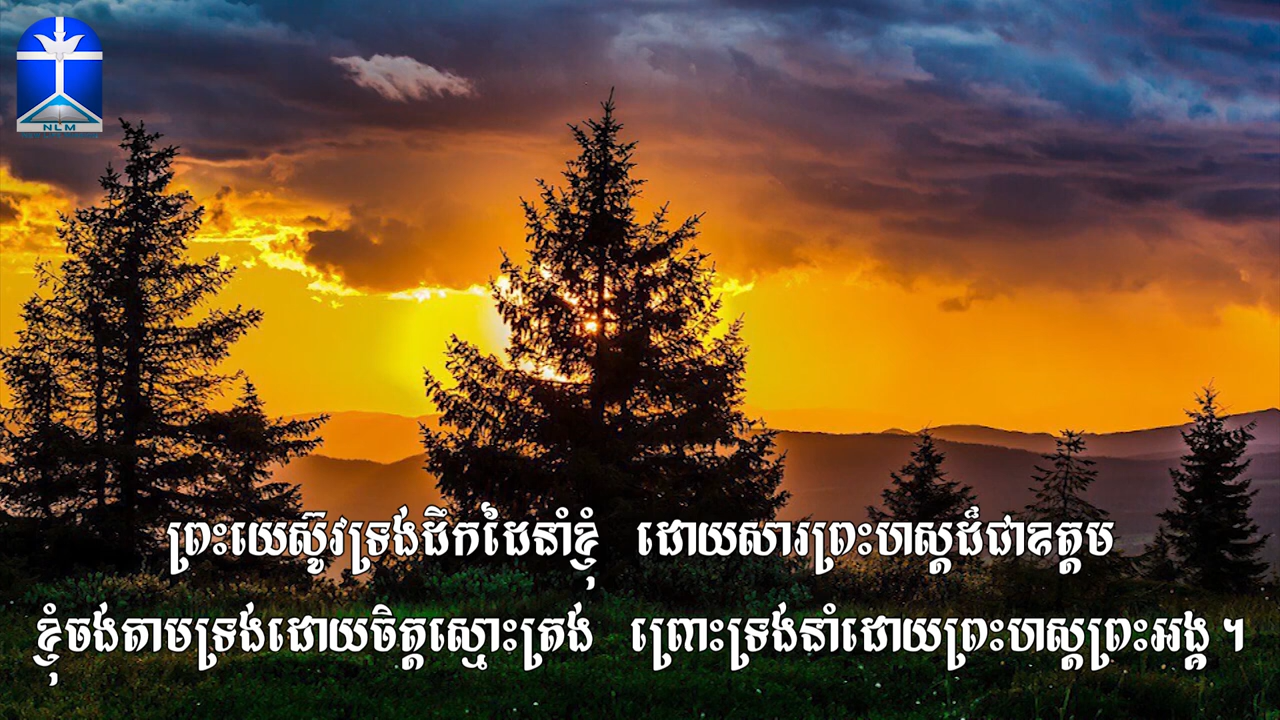 NLM
ព្រះយេស៊ូវទ្រង់ដឹកដៃនាំខ្ញុំ ដោយសារព្រះហស្តដ៏ជាឧត្តម
ខ្ញុំចង់តាមទ្រង់ដោយចិត្តស្មោះត្រង់ ព្រោះទ្រង់នាំដោយព្រះហស្តព្រះអង្គ ។